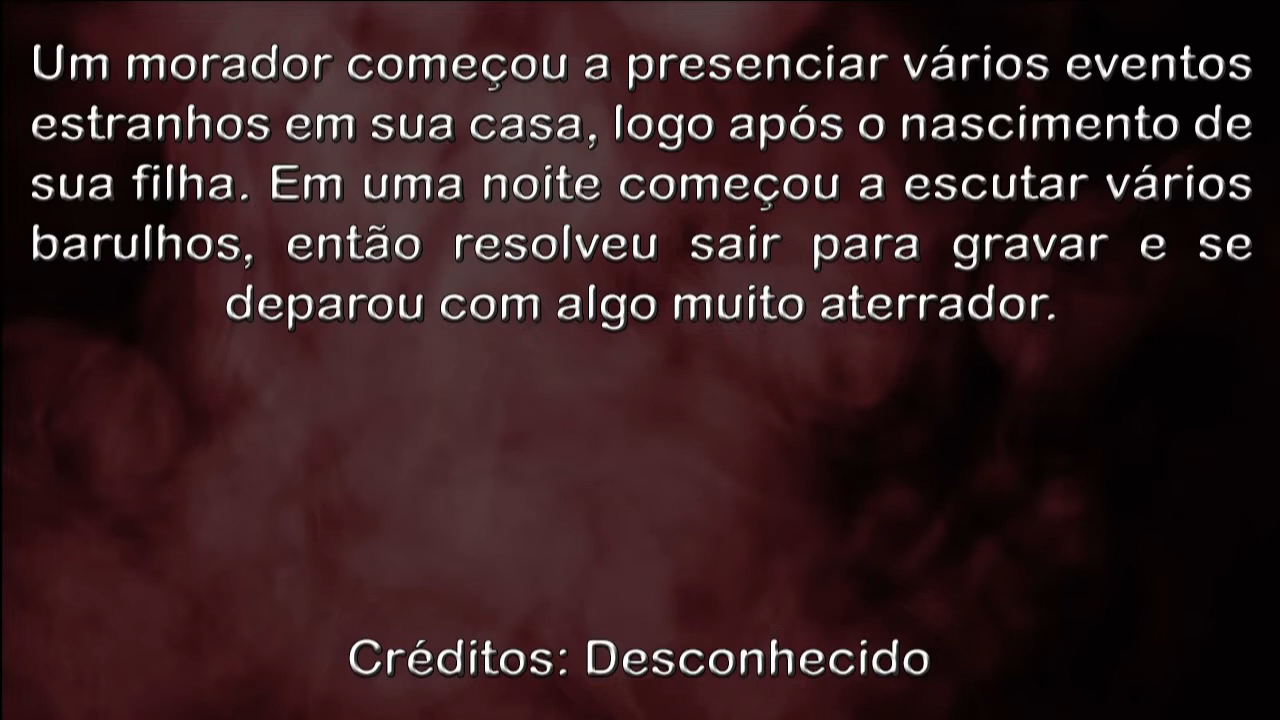 Um morador começou a presenciar vários eventos
estranhos em sua casa, logo após o nascimento de
sua filha. Em uma noite começou a escutar vários
barulhos, então resolveu sair para gravar e se
deparou com algo muito aterrador.
Créditos: Desconhecido